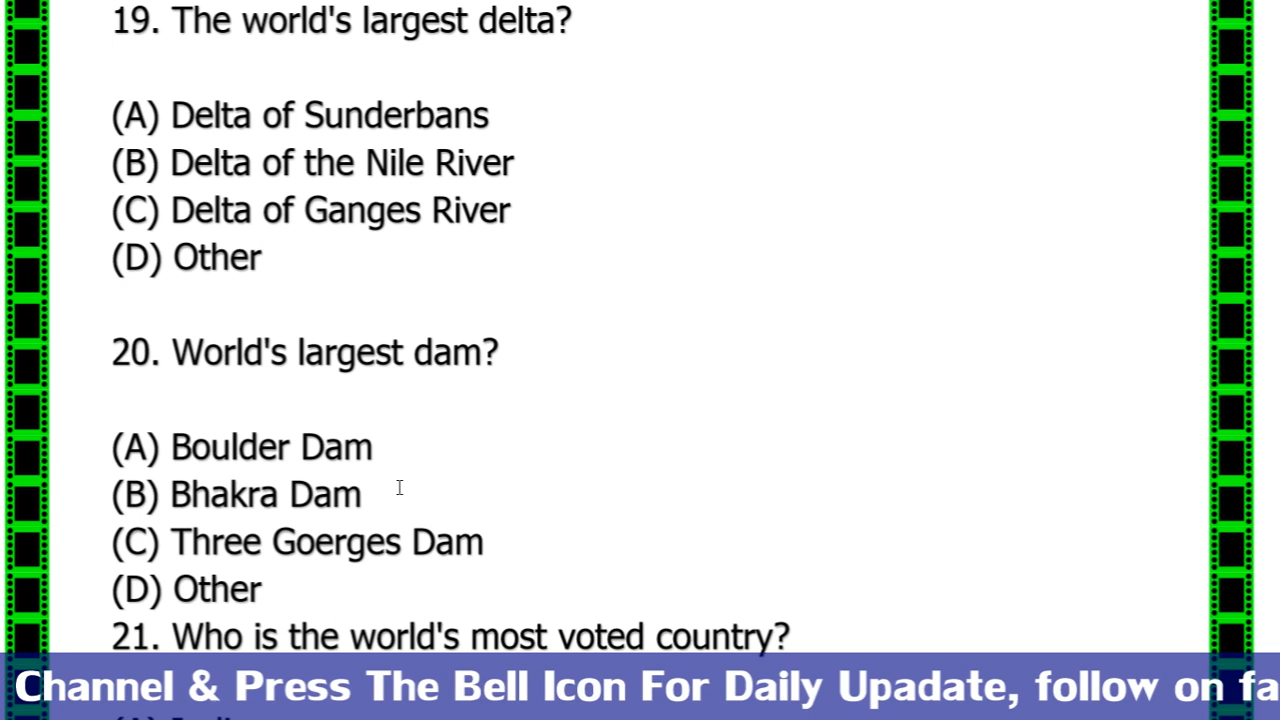 19. The world's largest delta?
(A) Delta of Sunderbans
(B) Delta of the Nile River
(C) Delta of Ganges River
(D) Other
20. World's largest dam?
(A) Boulder Dam
(B) Bhakra Dam
(C) Three Goerges Dam
(D) Other
21. Who is the world's most voted country?
Channel & Press The Bell Icon For Daily Upadate, follow on fa